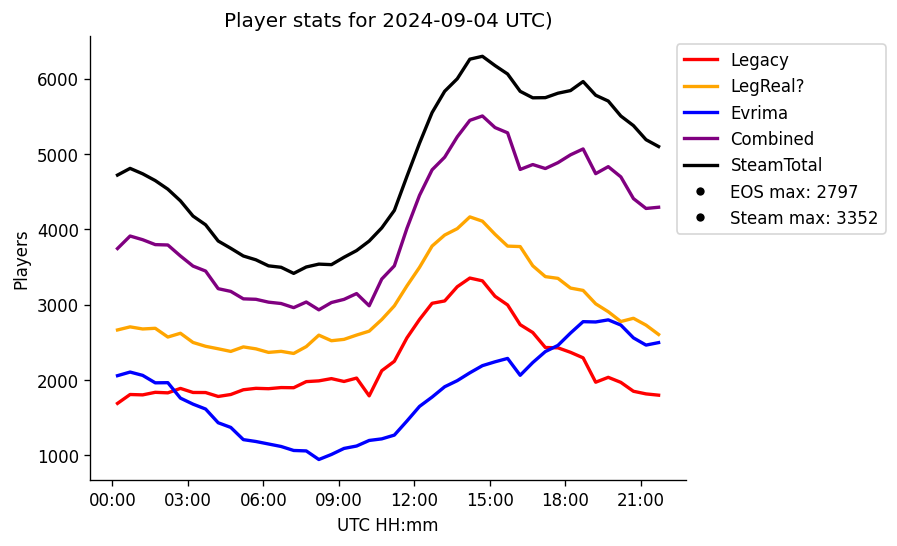 Player stats for 2024-09-04 UTC)
Legacy
LegReal?
Evrima
Combined
SteamTotal
EOS max: 2797
Steam max: 3352
6000
5000
4000
3000
2000
1000
Players
00:00 03:00 06:00 09:00 12:00 15:00 18:00 21:00
UTC HH:mm